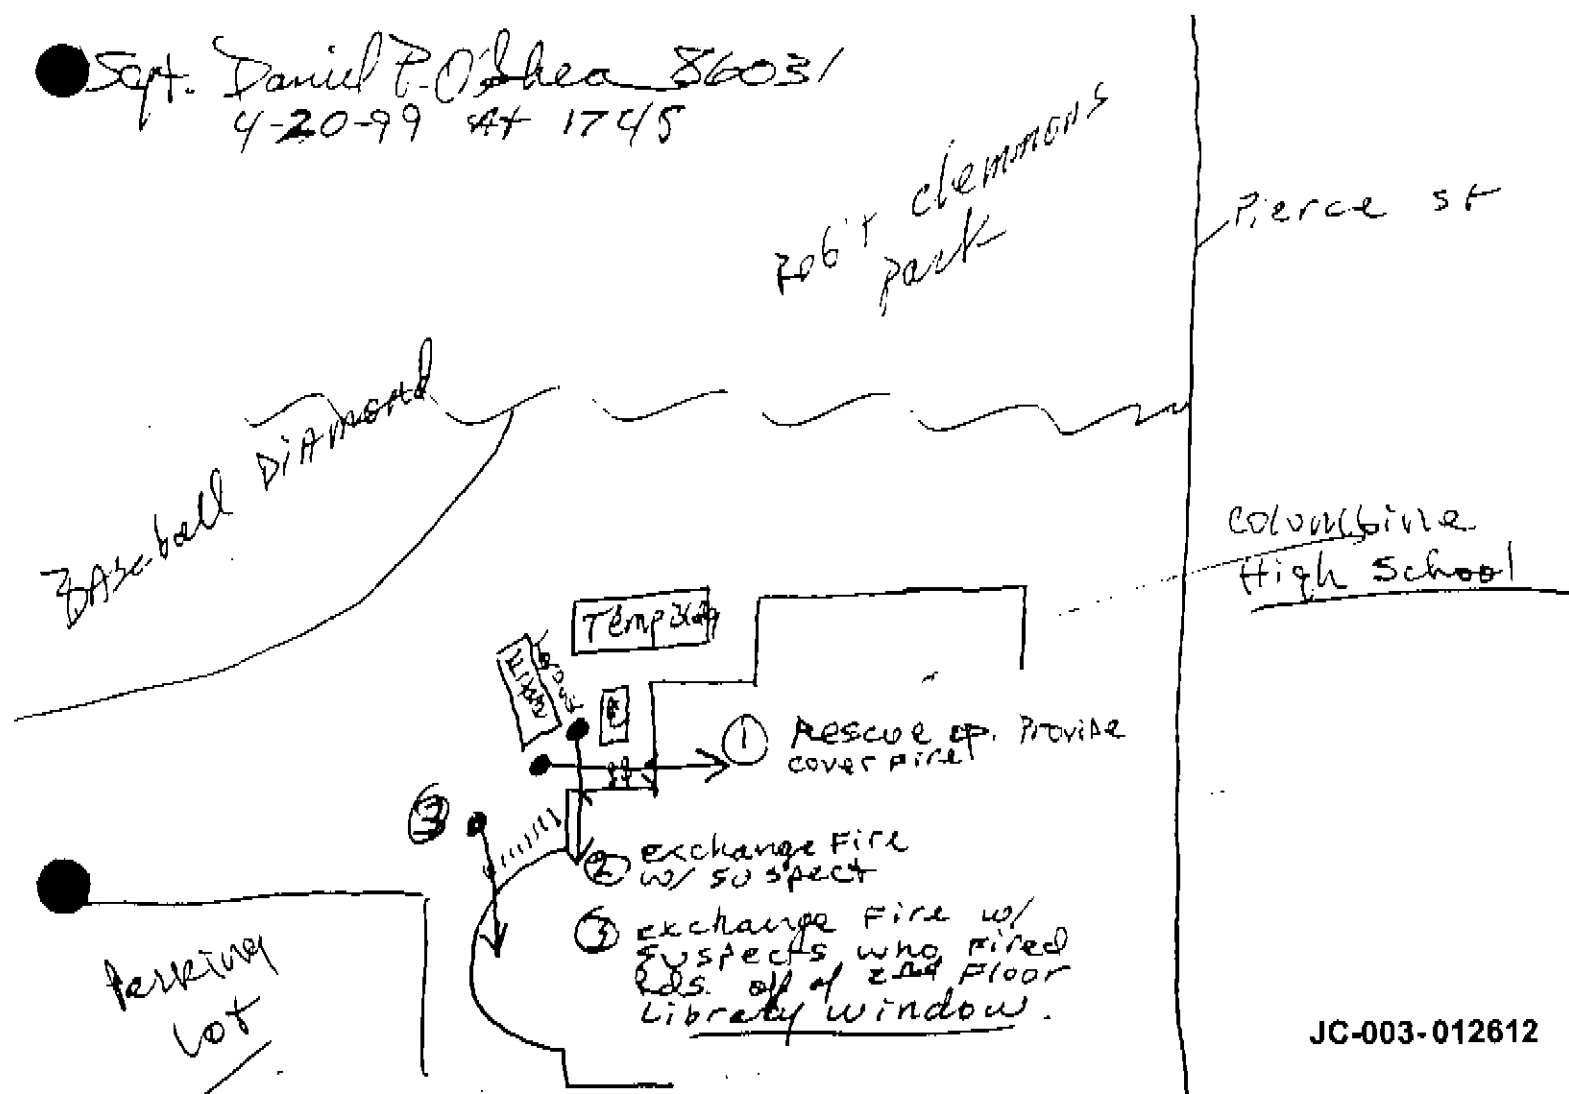 Sgt. Daniel P. O'Shea 86031
4-20-99 At 1745
Rob't clemmons
park
Pierce st
Baseball DiAmond
Columbine
High School
① Rescue op. Provide
cover fire
② exchange Fire
w/ suspect
③
③ exchange Fire w/
suspects who fired
Rds. off of 2nd Floor
Library window.
Parking
Lot
JC-003-012612